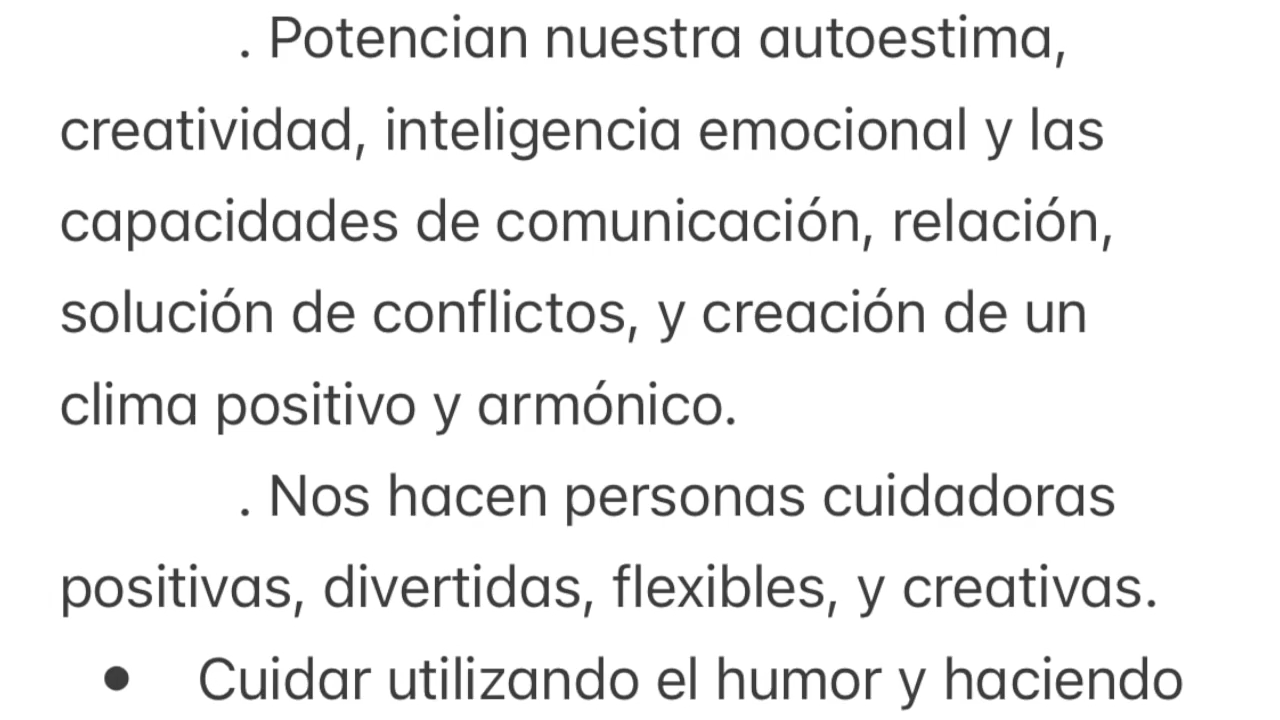 . Potencian nuestra autoestima,
creatividad, inteligencia emocional y las
capacidades de comunicación, relación,
solución de conflictos, y creación de un
clima positivo y armónico.
. Nos hacen personas cuidadoras
positivas, divertidas, flexibles, y creativas.
● Cuidar utilizando el humor y haciendo